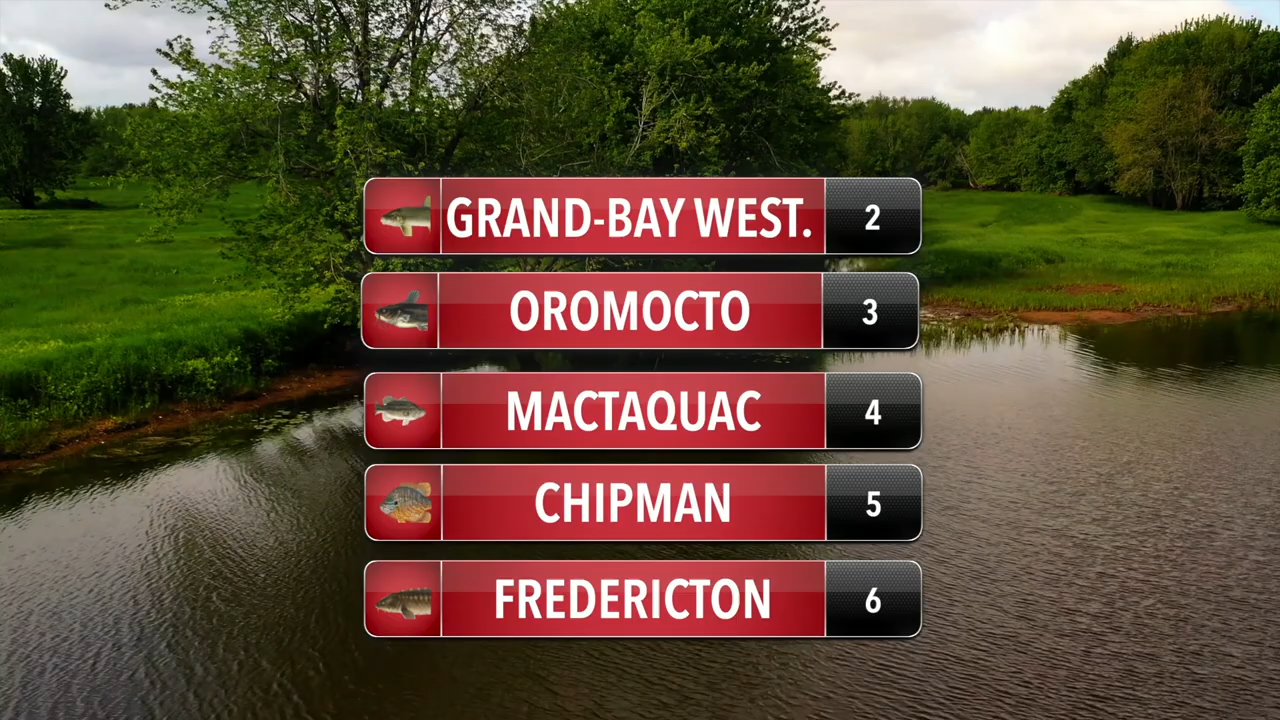 GRAND-BAY WEST. 2
OROMOCTO 3
MACTAQUAC 4
CHIPMAN 5
FREDERICTON 6